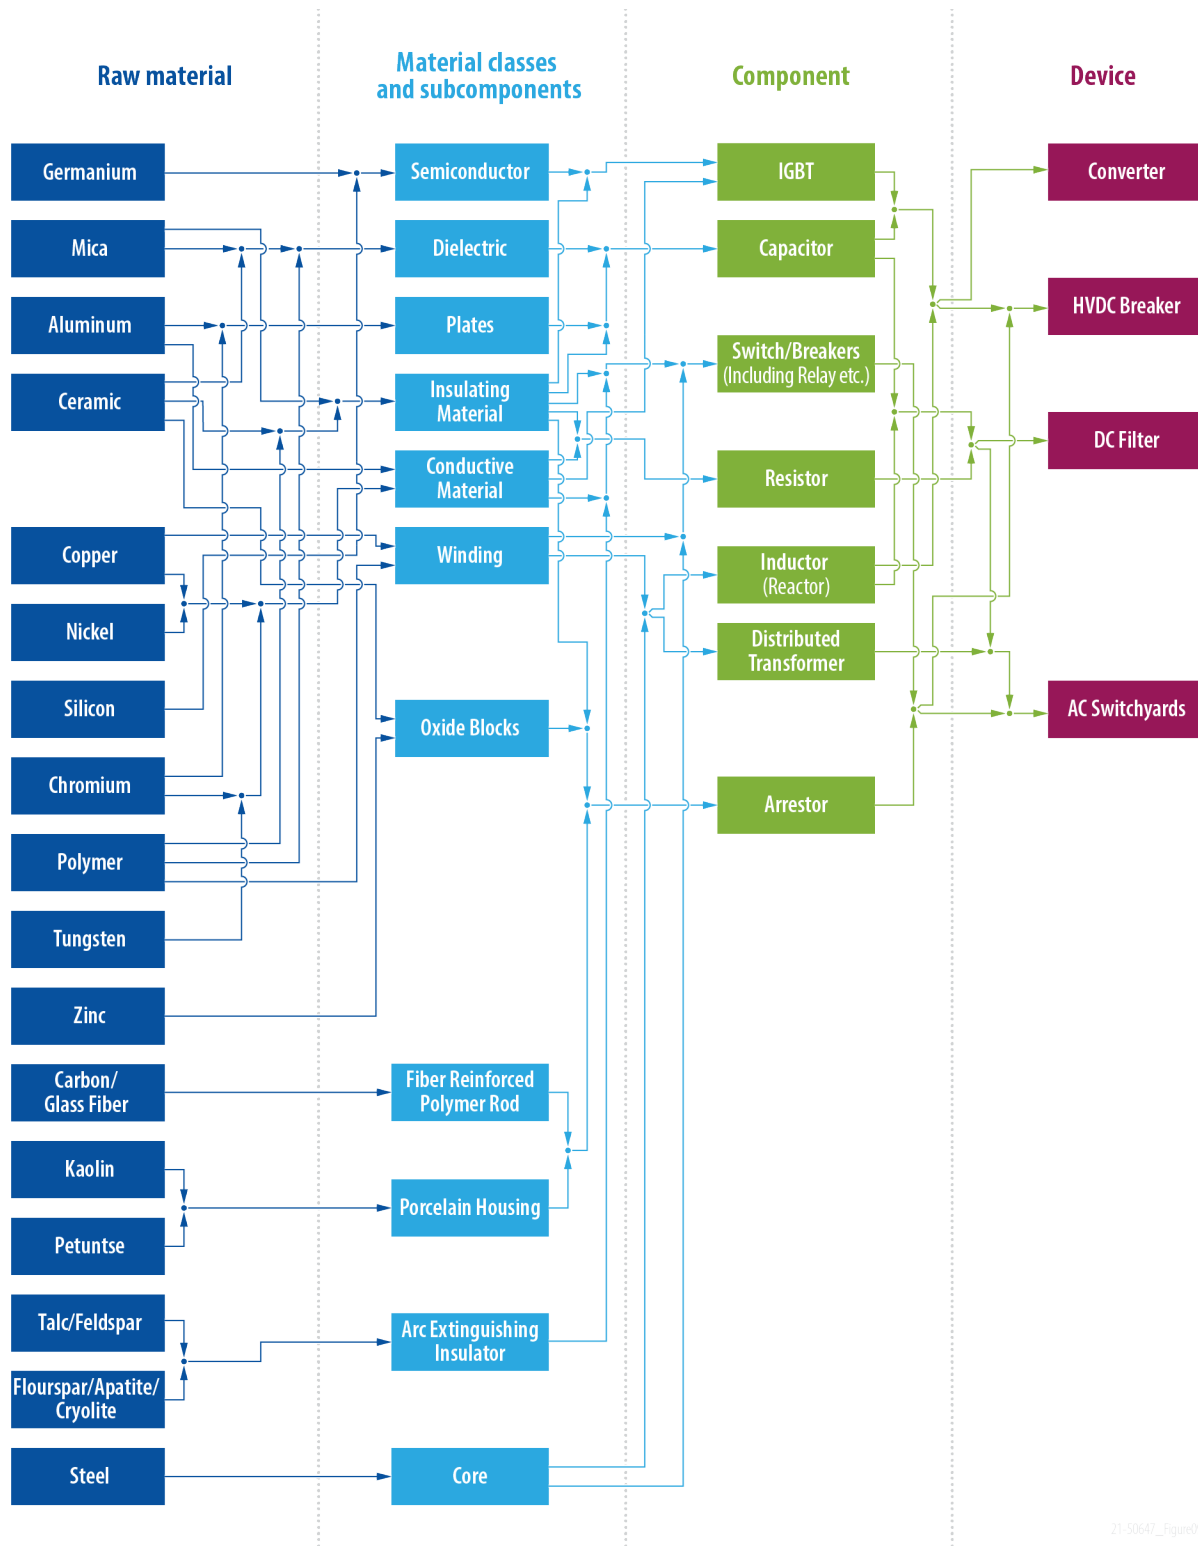 Raw material
Material classes
and subcomponents
Component
Device
Germanium
Semiconductor
IGBT
Converter
Mica
Dielectric
Capacitor
HVDC Breaker
Aluminum
Plates
Switch/Breakers
(Including Relay etc.)
Ceramic
Insulating
Material
DC Filter
Conductive
Material
Resistor
Copper
Winding
Inductor
(Reactor)
Nickel
Distributed
Transformer
Silicon
Oxide Blocks
AC Switchyards
Chromium
Arrestor
Polymer
Tungsten
Zinc
Carbon/
Glass Fiber
Fiber Reinforced
Polymer Rod
Kaolin
Porcelain Housing
Petuntse
Talc/Feldspar
Arc Extinguishing
Insulator
Flourspar/Apatite/
Cryolite
Steel
Core
21-50647_Figure0